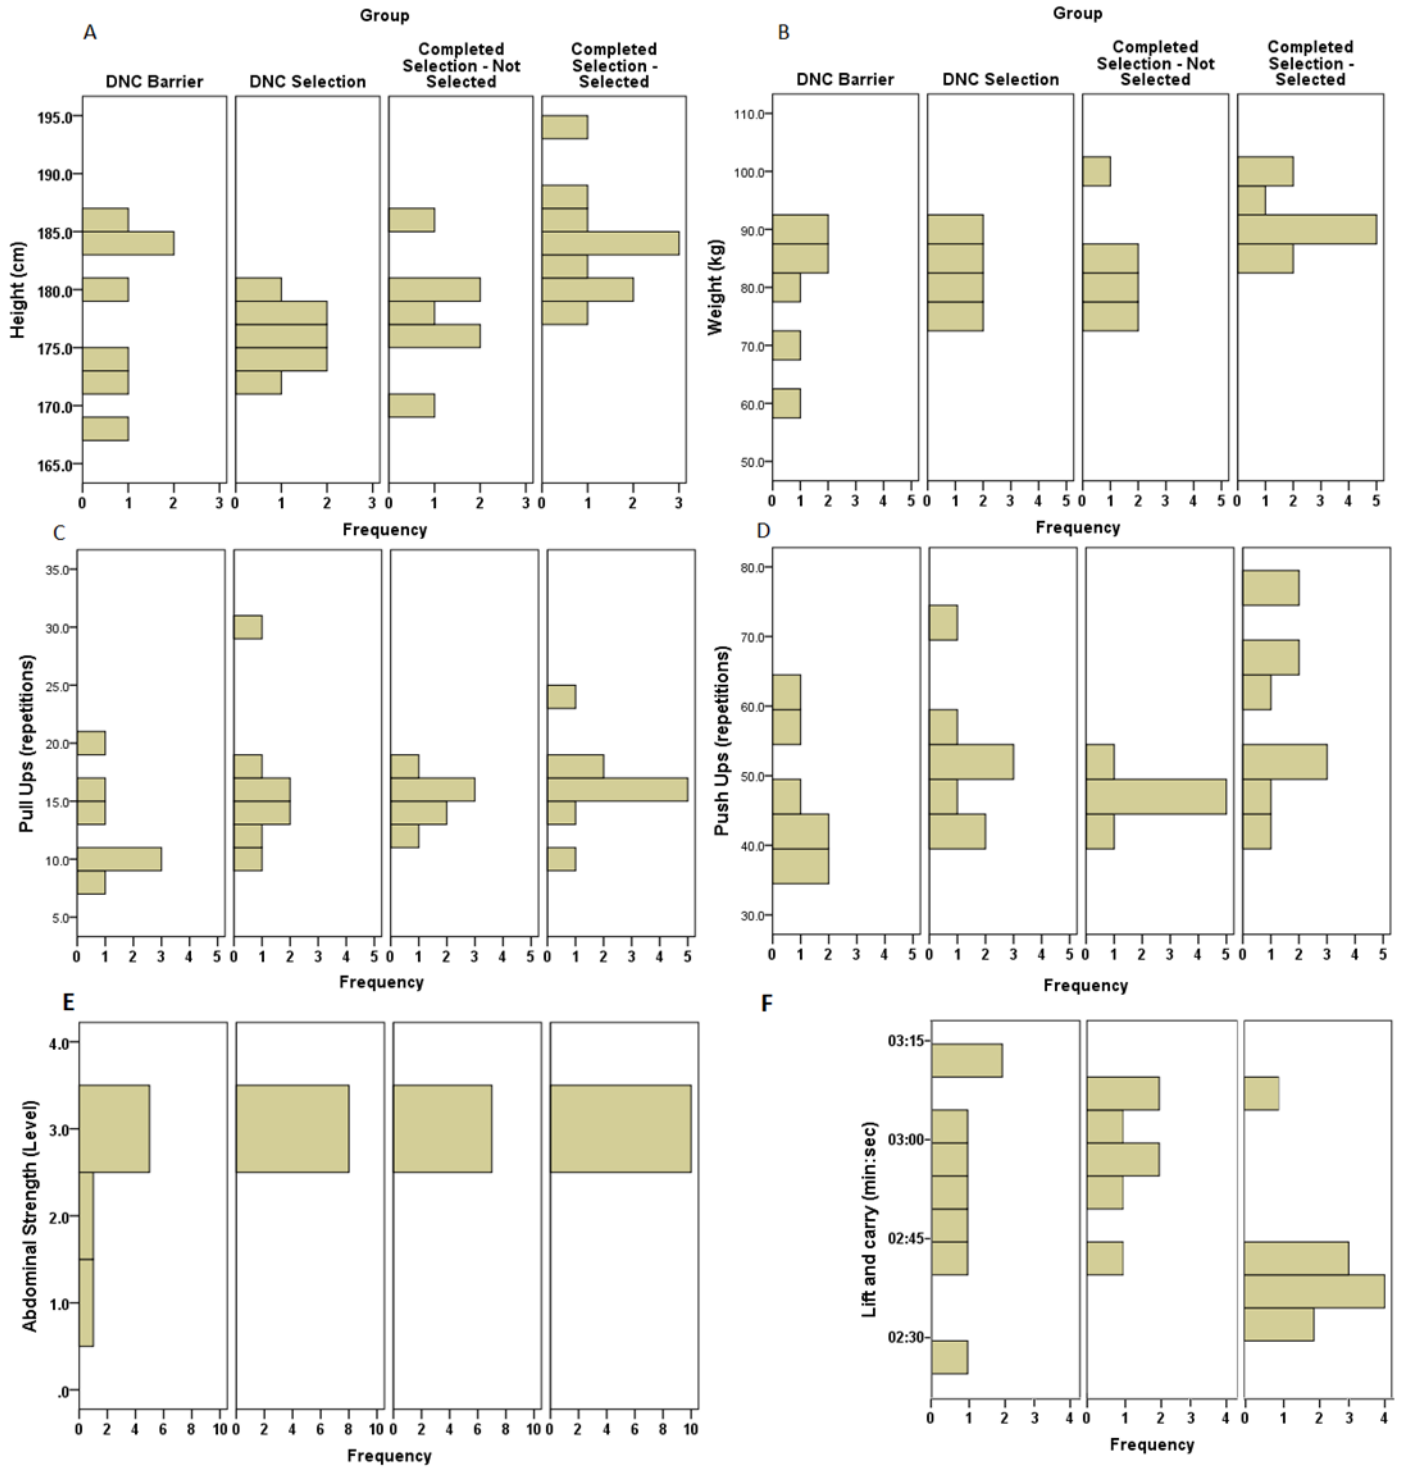 Group
A
DNC Barrier
DNC Selection
Completed
Selection - Not
Selected
Completed
Selection -
Selected
Height (cm)
195.0
190.0
185.0
180.0
175.0
170.0
165.0
0 1 2 3 0 1 2 3 0 1 2 3 0 1 2 3
Frequency
Group
B
DNC Barrier
DNC Selection
Completed
Selection - Not
Selected
Completed
Selection -
Selected
Weight (kg)
110.0
100.0
90.0
80.0
70.0
60.0
50.0
0 1 2 3 4 5 0 1 2 3 4 5 0 1 2 3 4 5 0 1 2 3 4 5
Frequency
C
Pull Ups (repetitions)
35.0
30.0
25.0
20.0
15.0
10.0
5.0
0 1 2 3 4 5 0 1 2 3 4 5 0 1 2 3 4 5 0 1 2 3 4 5
Frequency
D
Push Ups (repetitions)
80.0
70.0
60.0
50.0
40.0
30.0
0 1 2 3 4 5 0 1 2 3 4 5 0 1 2 3 4 5 0 1 2 3 4 5
Frequency
E
Abdominal Strength (Level)
4.0
3.0
2.0
1.0
.0
0 2 4 6 8 10 0 2 4 6 8 10 0 2 4 6 8 10 0 2 4 6 8 10
Frequency
F
Lift and carry (min:sec)
03:15
03:00
02:45
02:30
0 1 2 3 4 0 1 2 3 4 0 1 2 3 4
Frequency